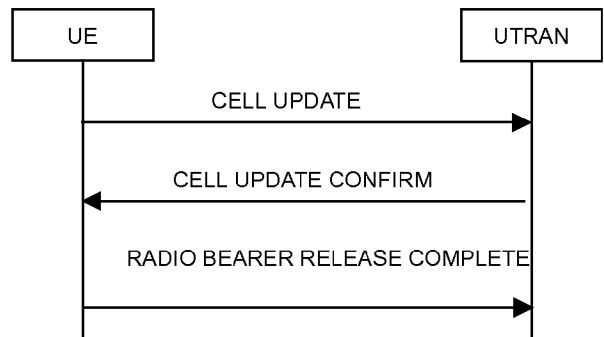 UE
UTRAN
CELL UPDATE
CELL UPDATE CONFIRM
RADIO BEARER RELEASE COMPLETE